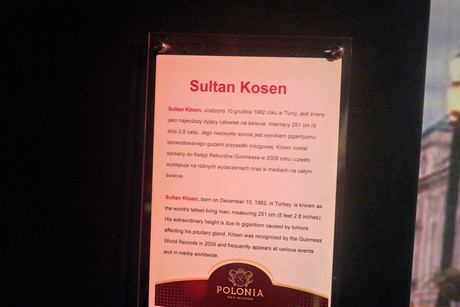 Sultan Kosen
Sultan Kösen, urodzony 10 grudnia 1982 roku w Turcji, jest znany
jako najwyższy żyjący człowiek na świecie, mierzący 251 cm (8
stóp 2.8 cala). Jego niezwykły wzrost jest wynikiem gigantyzmu
spowodowanego guzami przysadki mózgowej. Kösen został
wpisany do Księgi Rekordów Guinnessa w 2009 roku i często
występuje na różnych wydarzeniach oraz w mediach na całym
świecie.
Sultan Kösen, born on December 10, 1982, in Turkey, is known as
the world's tallest living man, measuring 251 cm (8 feet 2.8 inches).
His extraordinary height is due to gigantism caused by tumors
affecting his pituitary gland. Kösen was recognized by the Guinness
World Records in 2009 and frequently appears at various events
and in media worldwide.
POLONIA
WAX MUSEUM